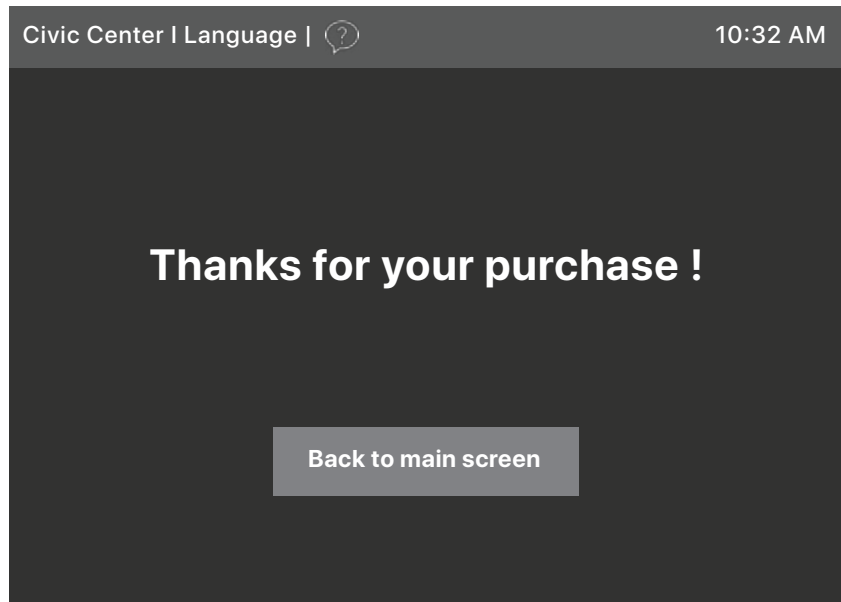 Civic Center I Language | ?
10:32 AM
Thanks for your purchase !
Back to main screen